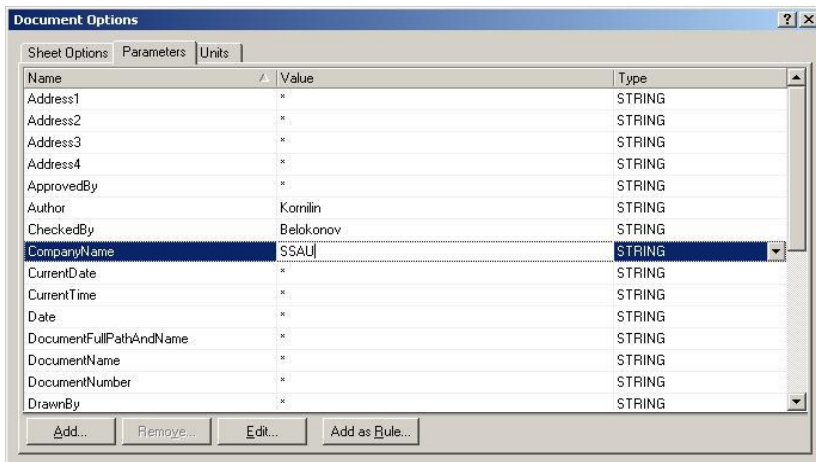 Document Options
Sheet Options Parameters Units
Name Value Type
Address1 * STRING
Address2 * STRING
Address3 * STRING
Address4 * STRING
ApprovedBy * STRING
Author Kornilin STRING
CheckedBy Belokonov STRING
CompanyName SSAU STRING
CurrentDate * STRING
CurrentTime * STRING
Date * STRING
DocumentFullPathAndName * STRING
DocumentName * STRING
DocumentNumber * STRING
DrawnBy * STRING
Add... Remove... Edit... Add as Rule...